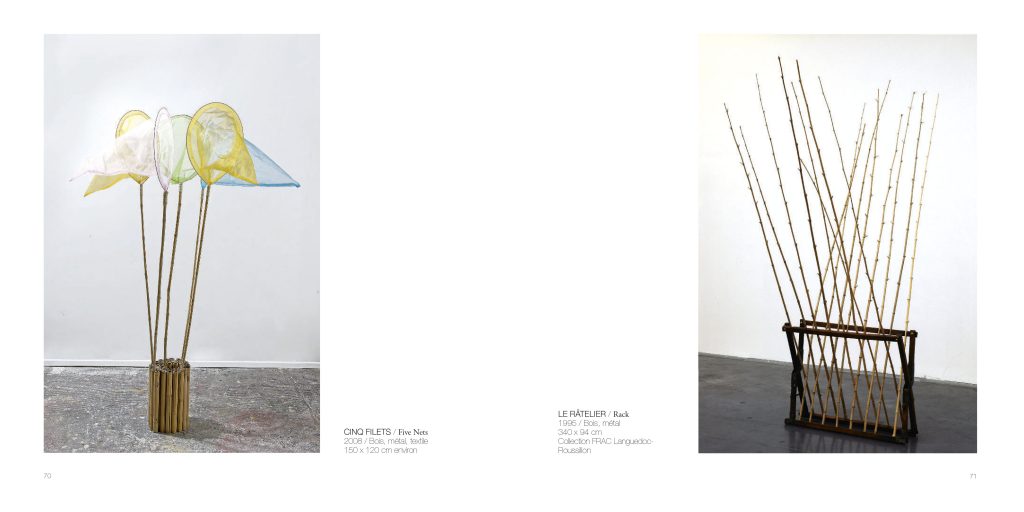 CINQ FILETS / Five Nets
2008 / Bois, métal, textile
150 x 120 cm environ
70
LE RÂTELIER / Rack
1995 / Bois, métal
340 x 94 cm
Collection FRAC Languedoc-
Roussillon
71